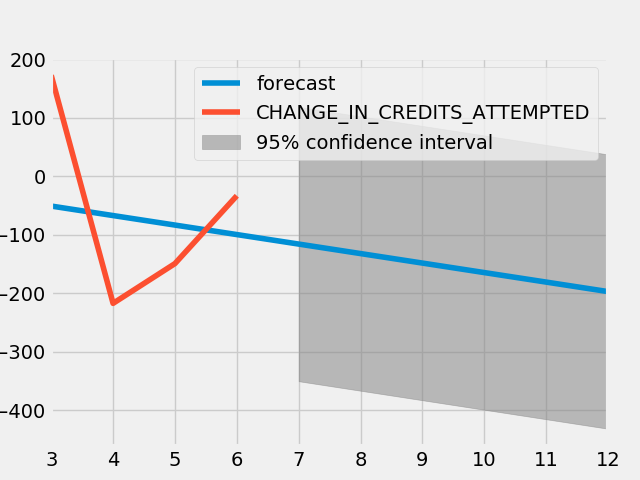 200
forecast
100
CHANGE_IN_CREDITS_ATTEMPTED
95% confidence interval
0
−100
−200
−300
−400
3 4 5 6 7 8 9 10 11 12